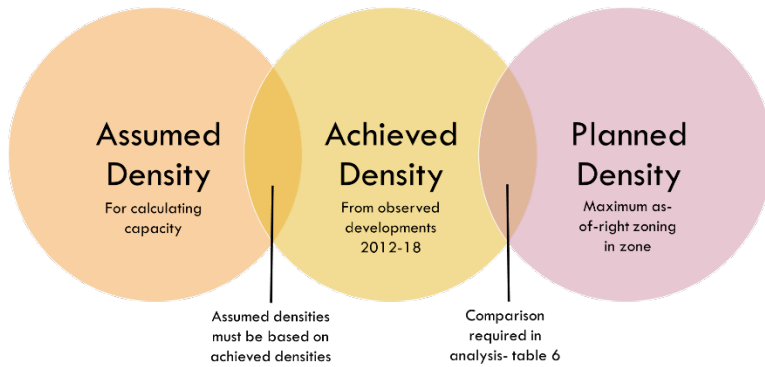 Assumed
Density
For calculating
capacity
Achieved
Density
From observed
developments
2012-18
Planned
Density
Maximum as-
of-right zoning
in zone
Assumed densities
must be based on
achieved densities
Comparison
required in
analysis- table 6